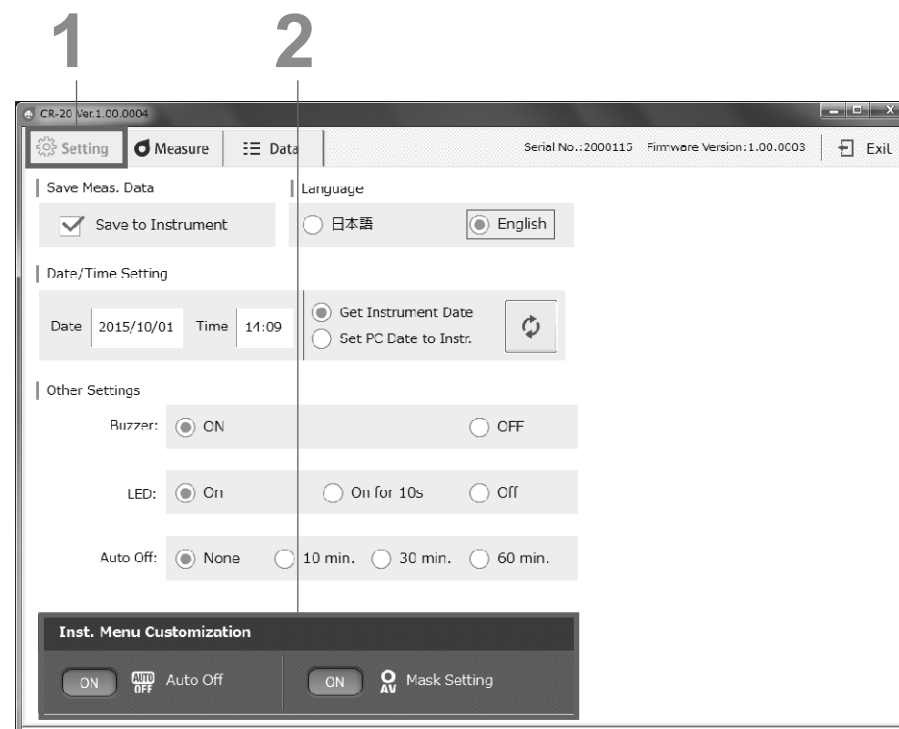 1 2
CR-20 Ver.1.00.0004
Setting Measure Data Serial No.:2000115 Firmware Version:1.00.0003 Exit
Save Meas. Data Language
Save to Instrument 日本語 English
Date/Time Setting
Date 2015/10/01 Time 14:09 Get Instrument Date
Set PC Date to Instr.
Other Settings
Buzzer: ON OFF
LED: On On for 10s Off
Auto Off: None 10 min. 30 min. 60 min.
Inst. Menu Customization
ON AUTO OFF Auto Off ON AV Mask Setting